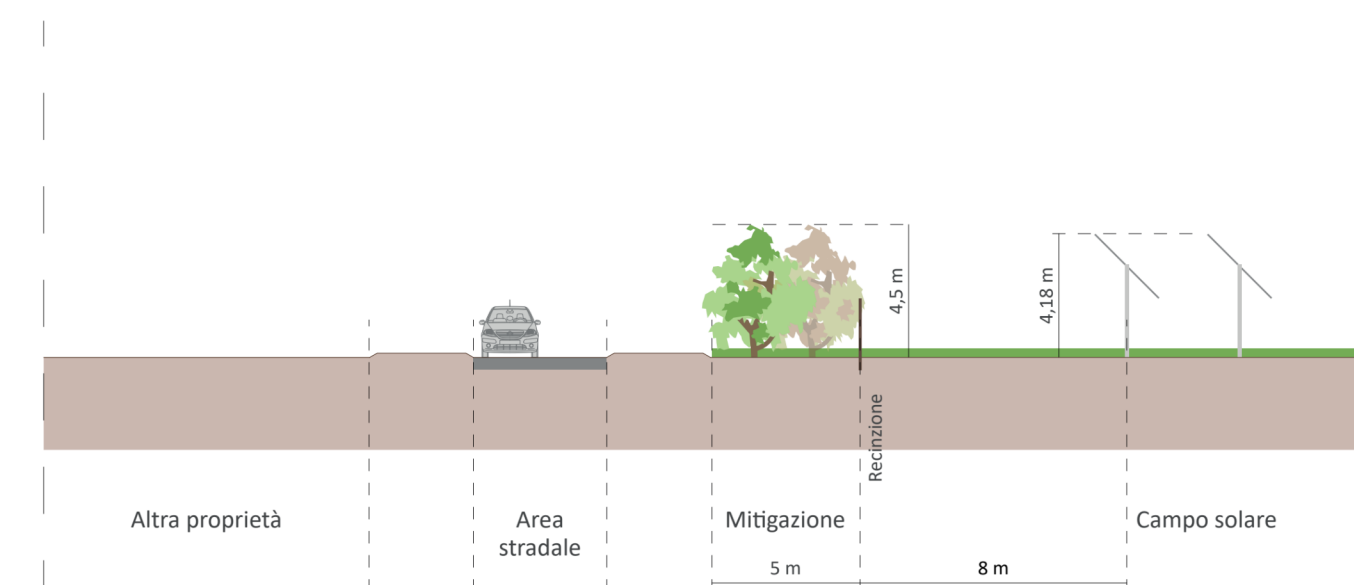 4,5 m
4,18 m
Recinzione
Altra proprietà
Area
stradale
Mitigazione
Campo solare
5 m
8 m